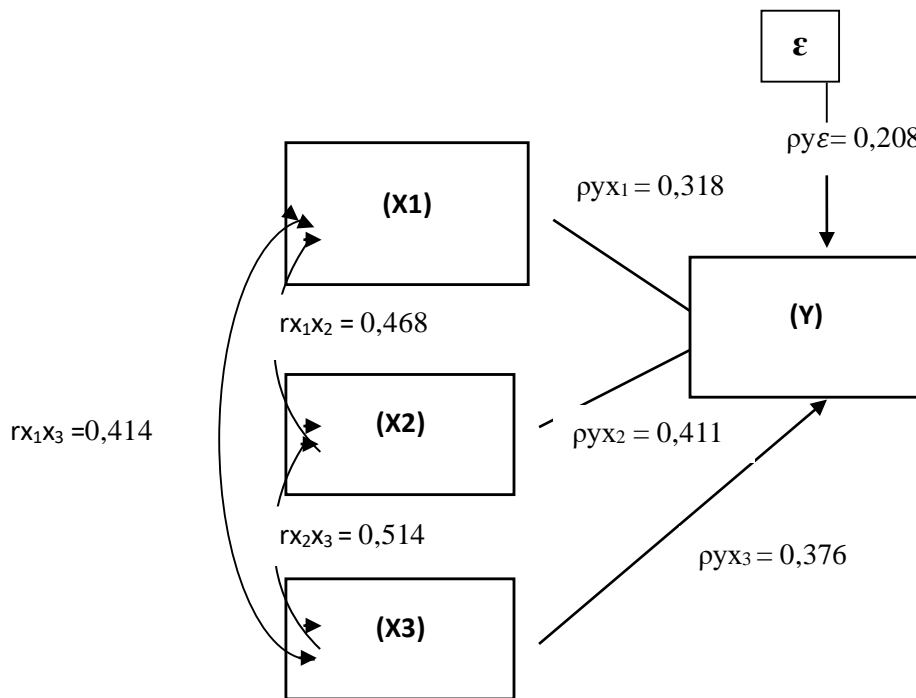 ε
ρyε= 0,208
(X1)
ρyx₁ = 0,318
(Y)
rx₁x₂ = 0,468
(X2)
rx₁x₃ =0,414
ρyx₂ = 0,411
rx₂x₃ = 0,514
ρyx₃ = 0,376
(X3)